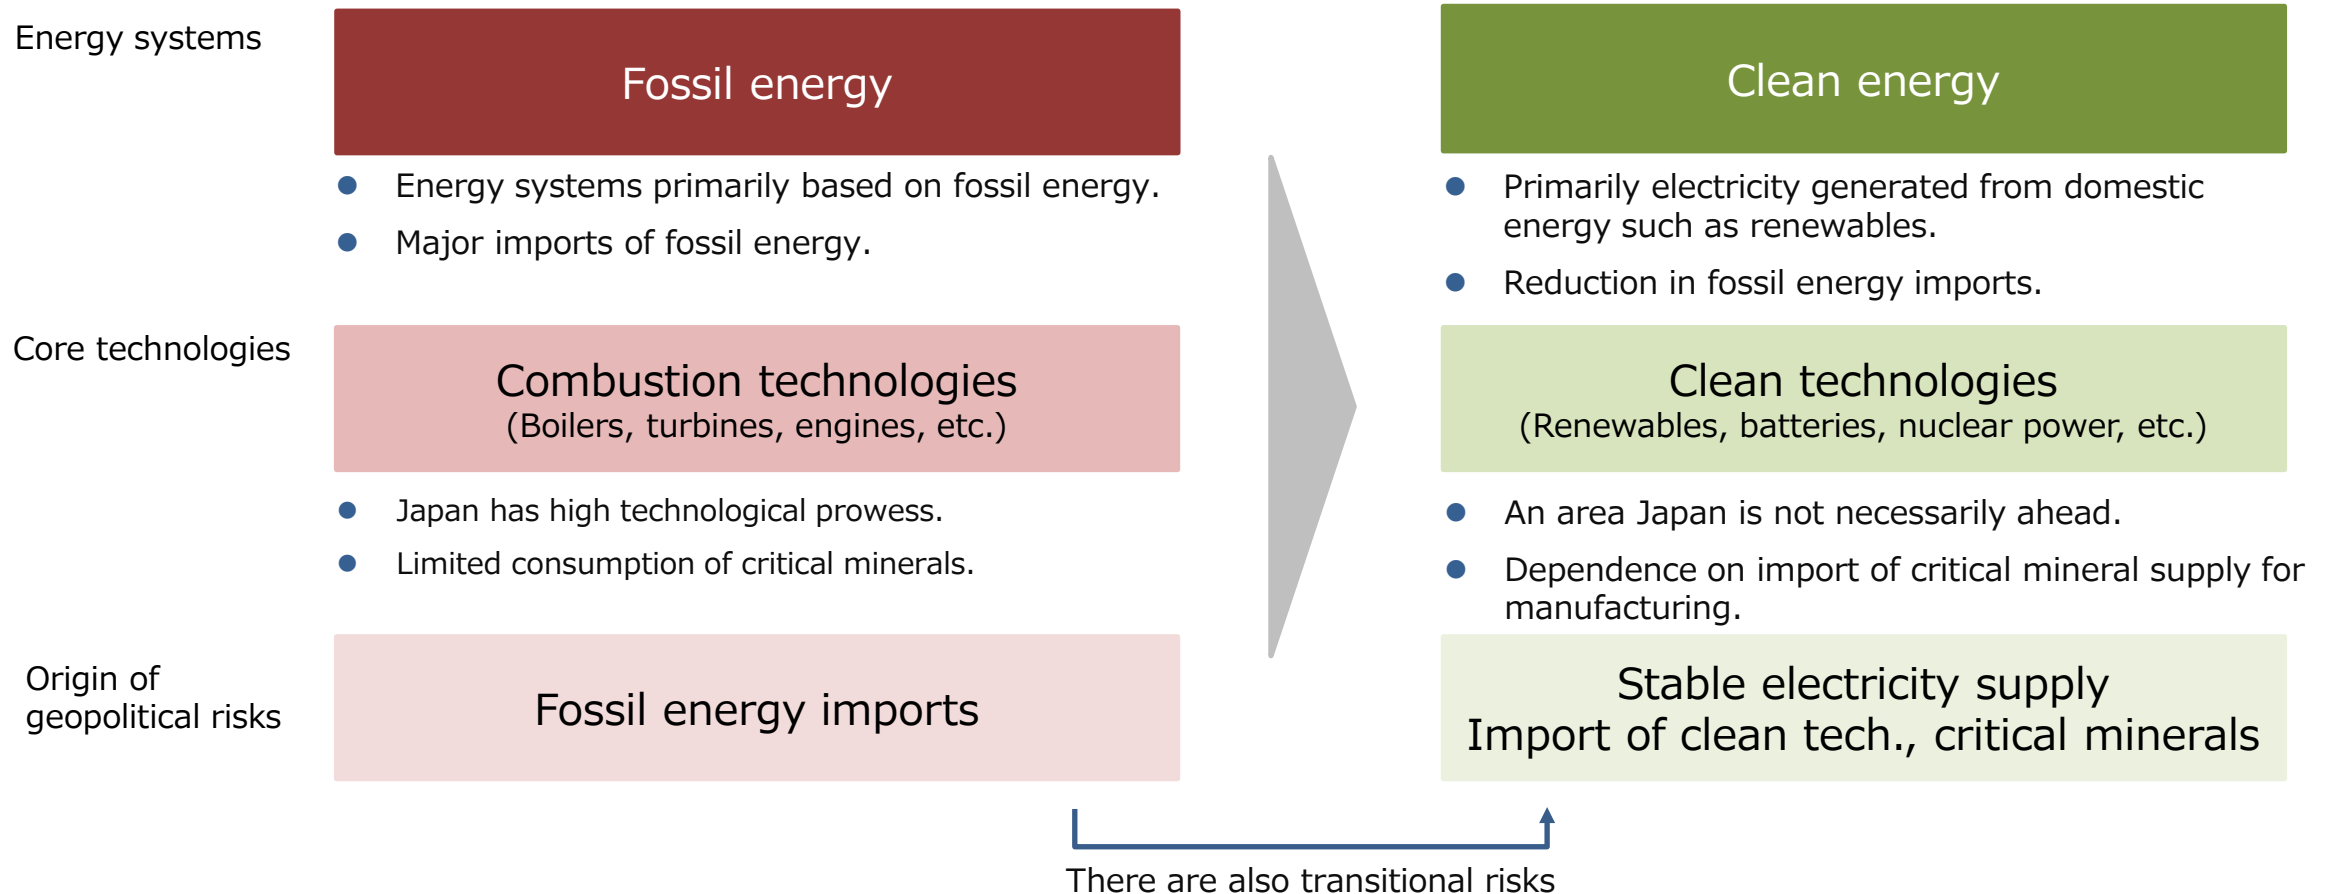 Energy systems
Fossil energy
Clean energy
● Energy systems primarily based on fossil energy.
● Major imports of fossil energy.
● Primarily electricity generated from domestic
energy such as renewables.
● Reduction in fossil energy imports.
Core technologies
Combustion technologies
(Boilers, turbines, engines, etc.)
Clean technologies
(Renewables, batteries, nuclear power, etc.)
● Japan has high technological prowess.
● Limited consumption of critical minerals.
● An area Japan is not necessarily ahead.
● Dependence on import of critical mineral supply for
manufacturing.
Origin of
geopolitical risks
Fossil energy imports
Stable electricity supply
Import of clean tech., critical minerals
There are also transitional risks